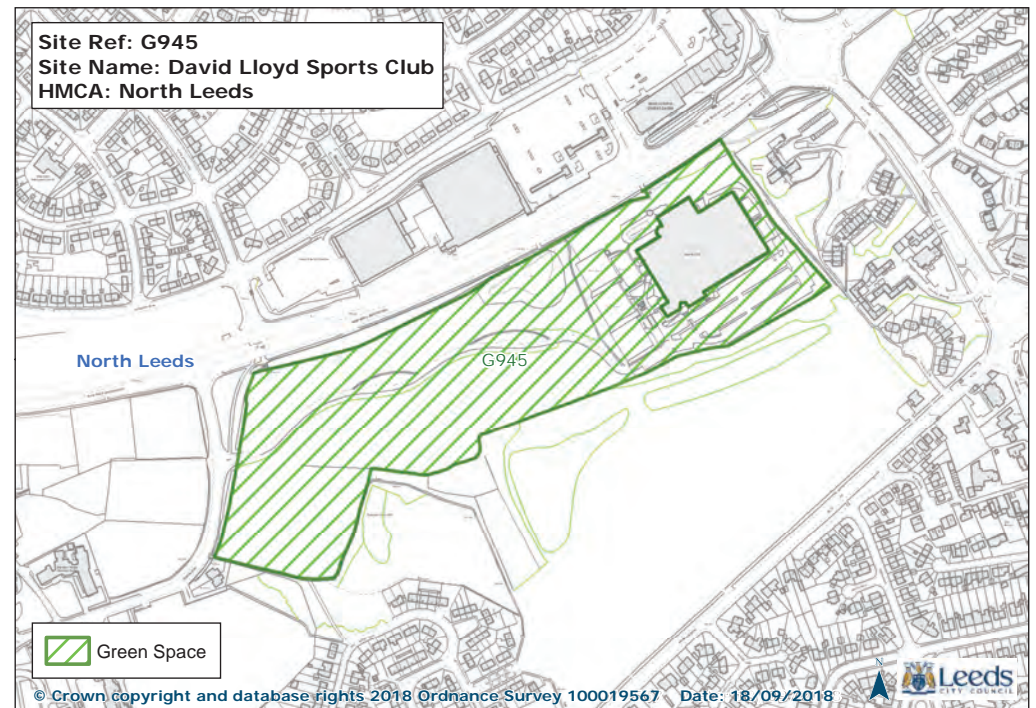 Site Ref: G945
Site Name: David Lloyd Sports Club
HMCA: North Leeds
North Leeds
G945
Green Space
© Crown copyright and database rights 2018 Ordnance Survey 100019567 Date: 18/09/2018
N
Leeds
CITY COUNCIL